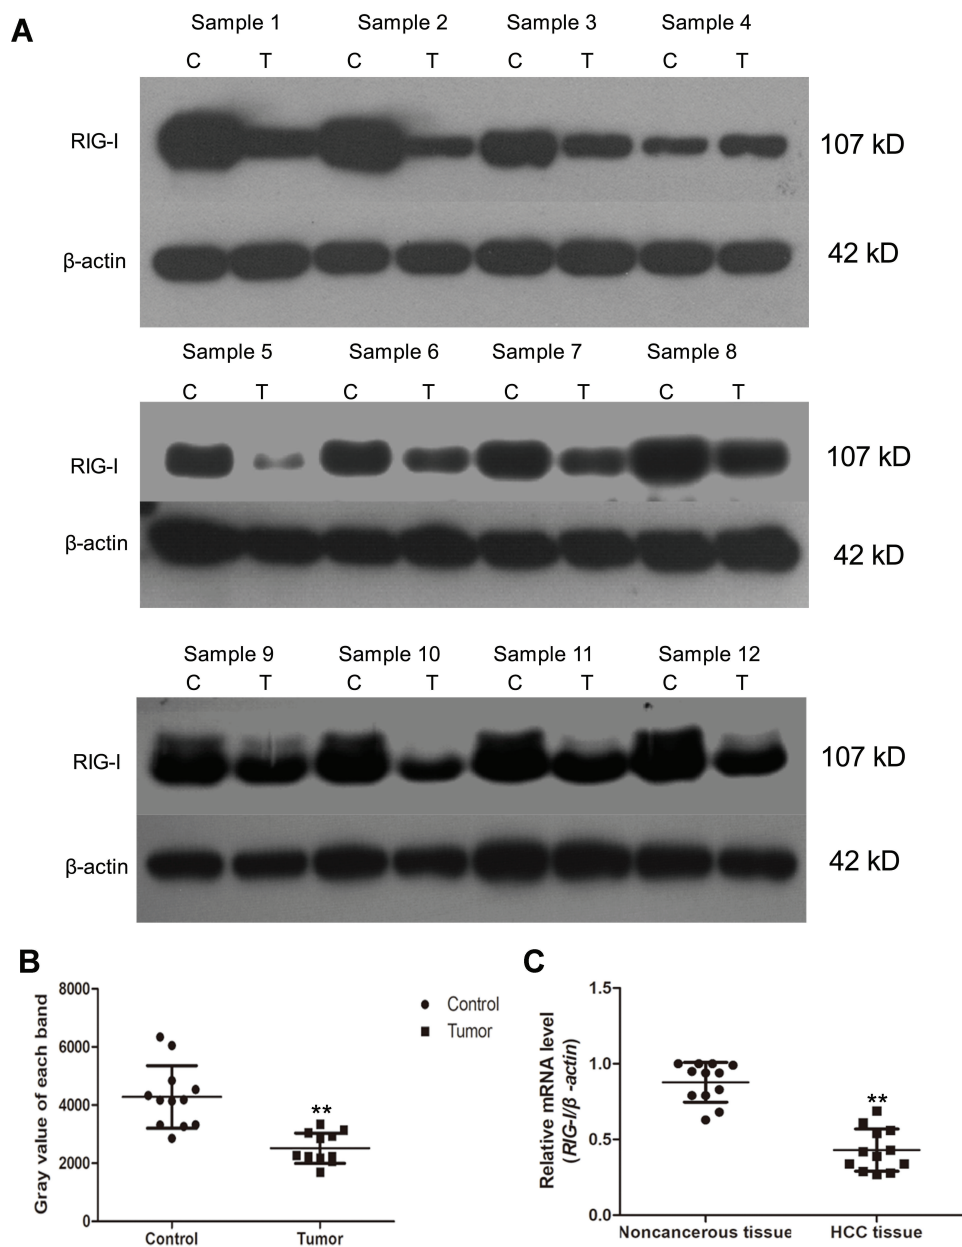 A
Sample 1 Sample 2 Sample 3 Sample 4
C T C T C T C T
RIG-I 107 kD
β-actin 42 kD
Sample 5 Sample 6 Sample 7 Sample 8
C T C T C T C T
RIG-I 107 kD
β-actin 42 kD
Sample 9 Sample 10 Sample 11 Sample 12
C T C T C T C T
RIG-I 107 kD
β-actin 42 kD
B
Gray value of each band
8000
6000
4000
2000
0
**
Control Tumor
Control
Tumor
C
Relative mRNA level
(RIG-I/β -actin)
1.5
1.0
0.5
0.0
**
Noncancerous tissue HCC tissue